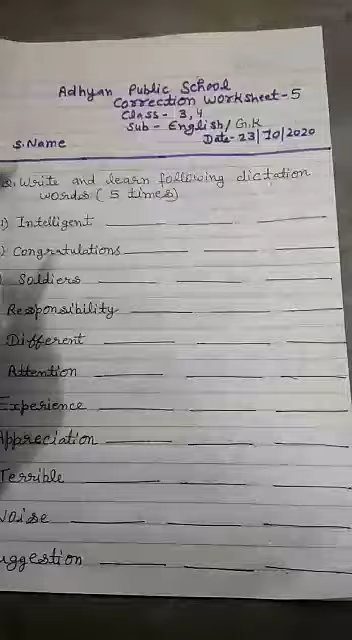 Adhyan Public School
Correction Worksheet-5
Class - 3,4
Sub - English/G.K
S.Name Date- 23/10/2020
Q. Write and learn following dictation
words ( 5 times)
1) Intelligent
) Congratulations
) Soldiers
Responsibility
Different
Attention
Experience
Appreciation
Terrible
Noise
uggestion